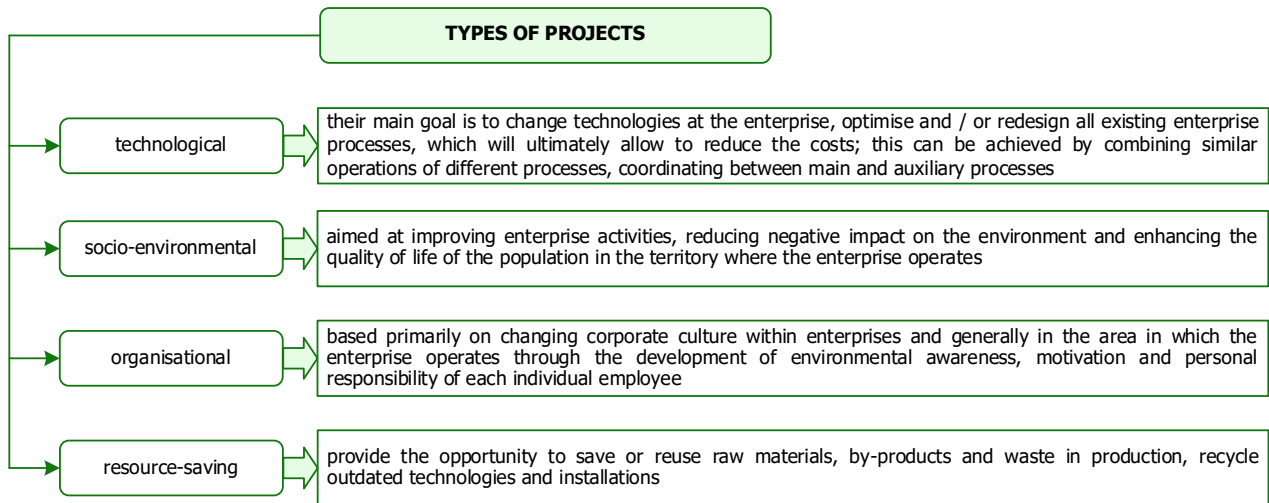 TYPES OF PROJECTS
technological
their main goal is to change technologies at the enterprise, optimise and / or redesign all existing enterprise
processes, which will ultimately allow to reduce the costs; this can be achieved by combining similar
operations of different processes, coordinating between main and auxiliary processes
socio-environmental
aimed at improving enterprise activities, reducing negative impact on the environment and enhancing the
quality of life of the population in the territory where the enterprise operates
organisational
based primarily on changing corporate culture within enterprises and generally in the area in which the
enterprise operates through the development of environmental awareness, motivation and personal
responsibility of each individual employee
resource-saving
provide the opportunity to save or reuse raw materials, by-products and waste in production, recycle
outdated technologies and installations